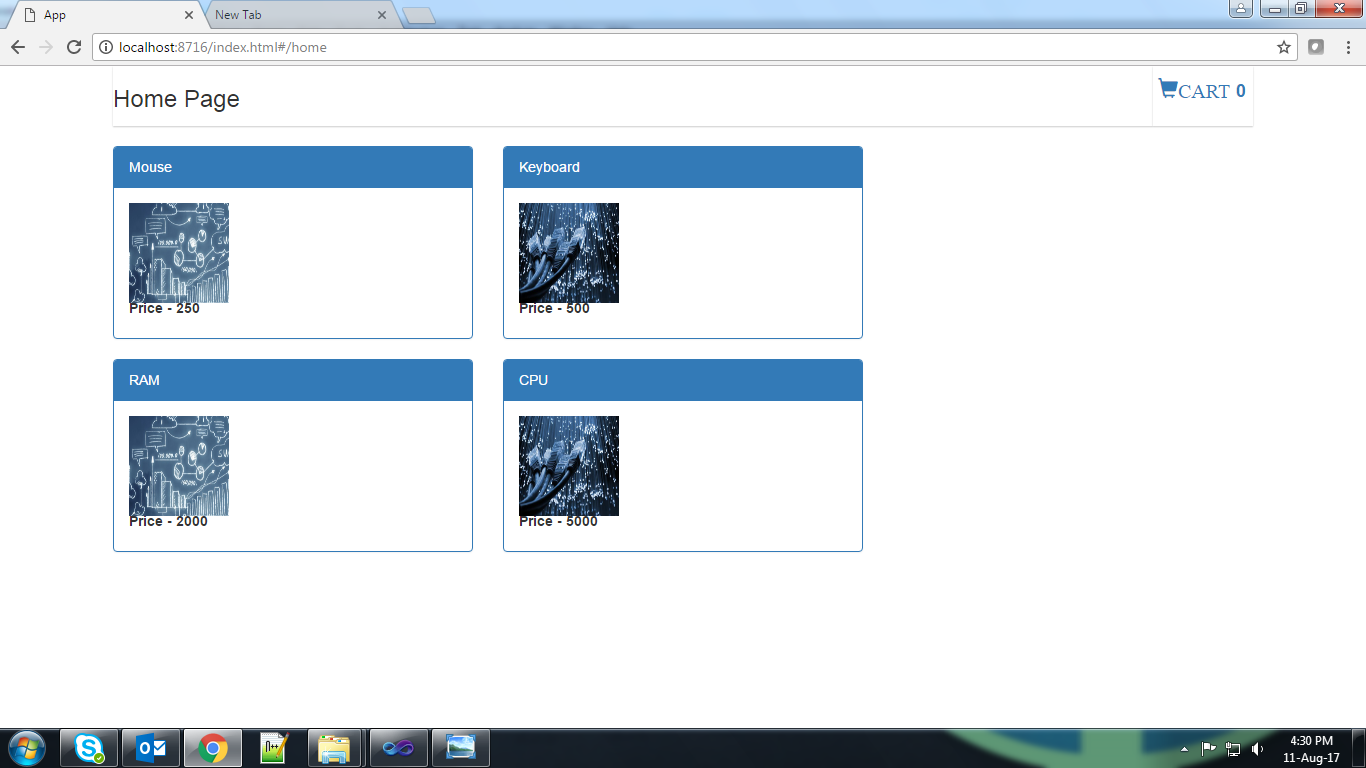 App
New Tab
localhost:8716/index.html#/home
Home Page
CART 0
Mouse
Keyboard
Price - 250
Price - 500
RAM
CPU
Price - 2000
Price - 5000
4:30 PM
11-Aug-17